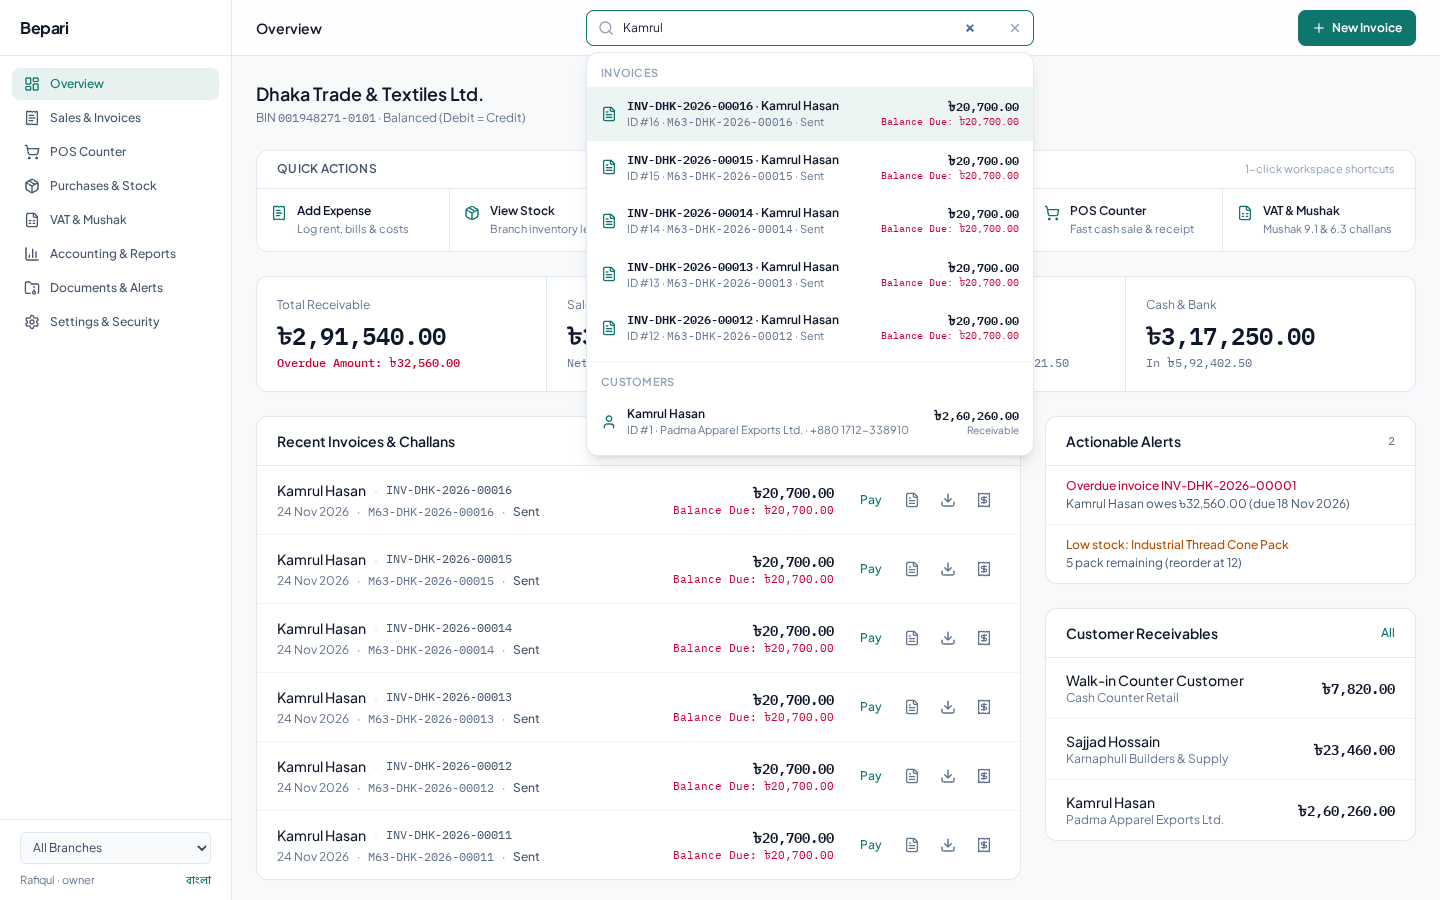 Bepari
Overview
Kamrul
New Invoice
Overview
Sales & Invoices
POS Counter
Purchases & Stock
VAT & Mushak
Accounting & Reports
Documents & Alerts
Settings & Security
All Branches
Rafiqul · owner
বাংলা
Dhaka Trade & Textiles Ltd.
BIN 001948271-0101 · Balanced (Debit = Credit)
INVOICES
INV-DHK-2026-00016 · Kamrul Hasan ৳20,700.00
ID #16 · M63-DHK-2026-00016 · Sent Balance Due: ৳20,700.00
INV-DHK-2026-00015 · Kamrul Hasan ৳20,700.00
ID #15 · M63-DHK-2026-00015 · Sent Balance Due: ৳20,700.00
INV-DHK-2026-00014 · Kamrul Hasan ৳20,700.00
ID #14 · M63-DHK-2026-00014 · Sent Balance Due: ৳20,700.00
INV-DHK-2026-00013 · Kamrul Hasan ৳20,700.00
ID #13 · M63-DHK-2026-00013 · Sent Balance Due: ৳20,700.00
INV-DHK-2026-00012 · Kamrul Hasan ৳20,700.00
ID #12 · M63-DHK-2026-00012 · Sent Balance Due: ৳20,700.00
CUSTOMERS
Kamrul Hasan ৳2,60,260.00
ID #1 · Padma Apparel Exports Ltd. · +880 1712-338910 Receivable
QUICK ACTIONS
1-click workspace shortcuts
Add Expense
Log rent, bills & costs
View Stock
Branch inventory
POS Counter
Fast cash sale & receipt
VAT & Mushak
Mushak 9.1 & 6.3 challans
Total Receivable
৳2,91,540.00
Overdue Amount: ৳32,560.00
Net
21.50
Cash & Bank
৳3,17,250.00
In ৳5,92,402.50
Recent Invoices & Challans
Kamrul Hasan · INV-DHK-2026-00016 ৳20,700.00
24 Nov 2026 · M63-DHK-2026-00016 · Sent Balance Due: ৳20,700.00 Pay
Kamrul Hasan · INV-DHK-2026-00015 ৳20,700.00
24 Nov 2026 · M63-DHK-2026-00015 · Sent Balance Due: ৳20,700.00 Pay
Kamrul Hasan · INV-DHK-2026-00014 ৳20,700.00
24 Nov 2026 · M63-DHK-2026-00014 · Sent Balance Due: ৳20,700.00 Pay
Kamrul Hasan · INV-DHK-2026-00013 ৳20,700.00
24 Nov 2026 · M63-DHK-2026-00013 · Sent Balance Due: ৳20,700.00 Pay
Kamrul Hasan · INV-DHK-2026-00012 ৳20,700.00
24 Nov 2026 · M63-DHK-2026-00012 · Sent Balance Due: ৳20,700.00 Pay
Kamrul Hasan · INV-DHK-2026-00011 ৳20,700.00
24 Nov 2026 · M63-DHK-2026-00011 · Sent Balance Due: ৳20,700.00 Pay
Actionable Alerts 2
Overdue invoice INV-DHK-2026-00001
Kamrul Hasan owes ৳32,560.00 (due 18 Nov 2026)
Low stock: Industrial Thread Cone Pack
5 pack remaining (reorder at 12)
Customer Receivables All
Walk-in Counter Customer ৳7,820.00
Cash Counter Retail
Sajjad Hossain ৳23,460.00
Karnaphuli Builders & Supply
Kamrul Hasan ৳2,60,260.00
Padma Apparel Exports Ltd.